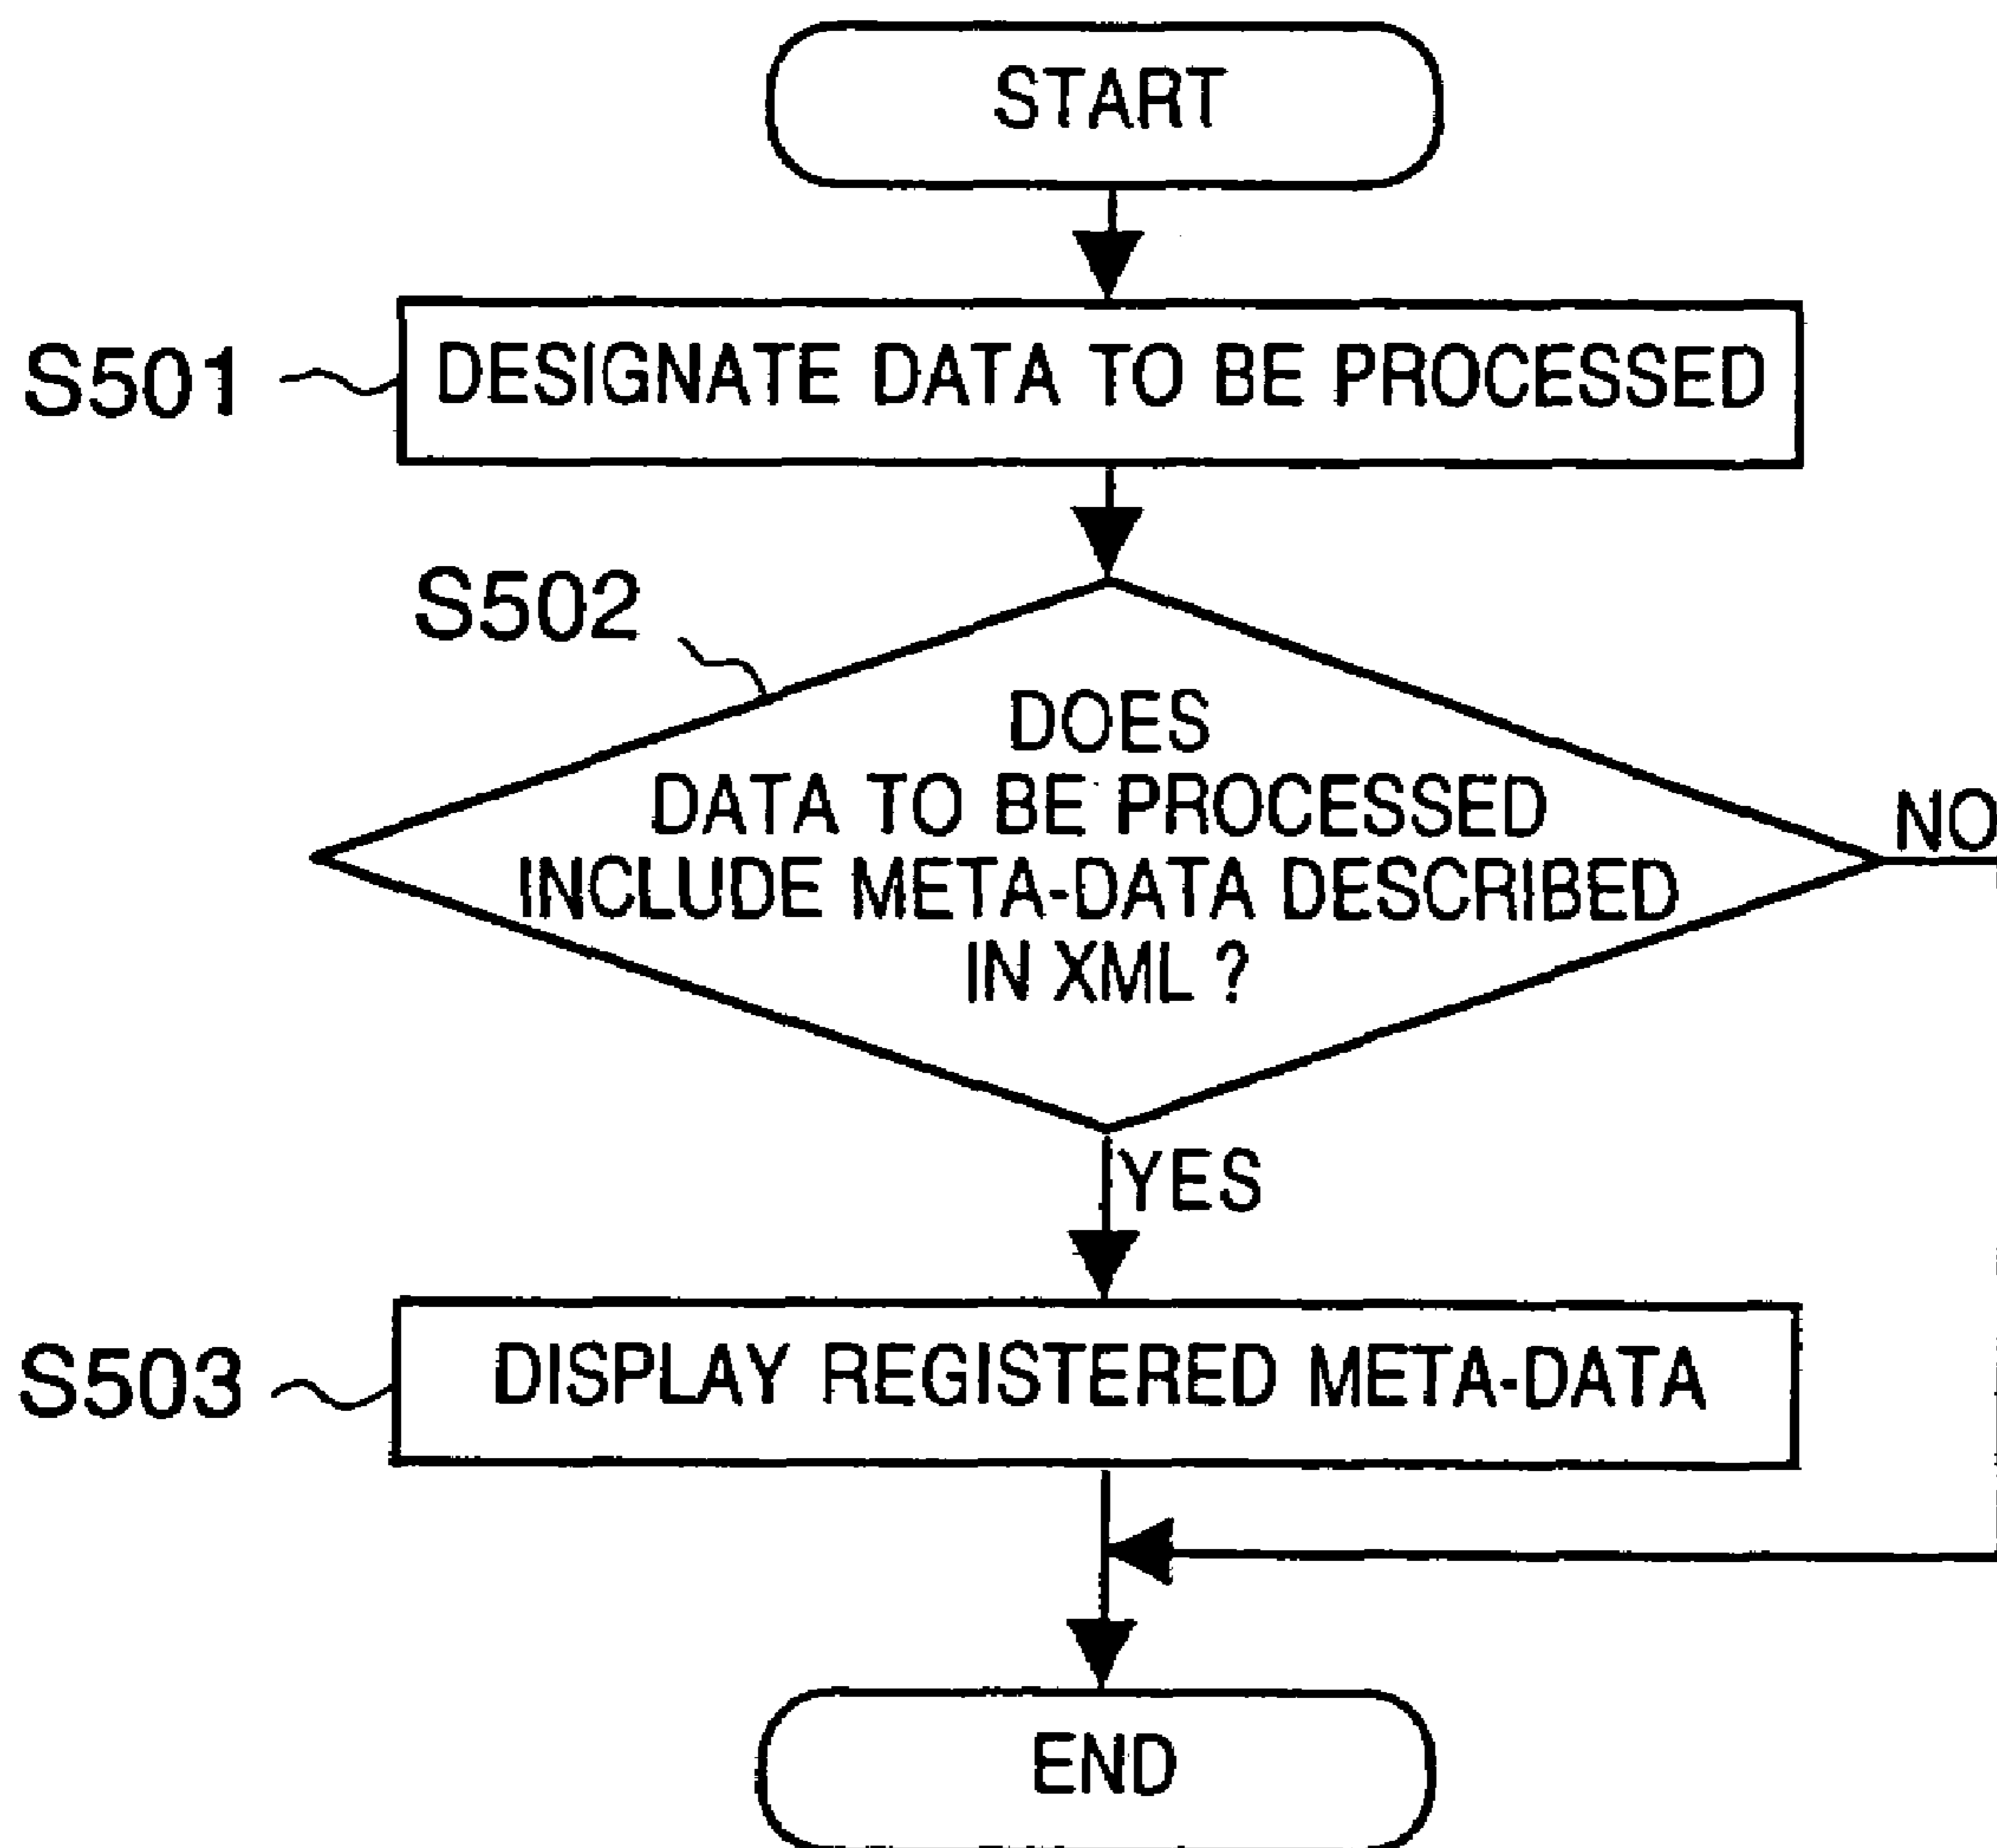 START
S501
DESIGNATE DATA TO BE PROCESSED
S502
DOES
DATA TO BE PROCESSED
INCLUDE META-DATA DESCRIBED
IN XML ?
NO
YES
S503
DISPLAY REGISTERED META-DATA
END